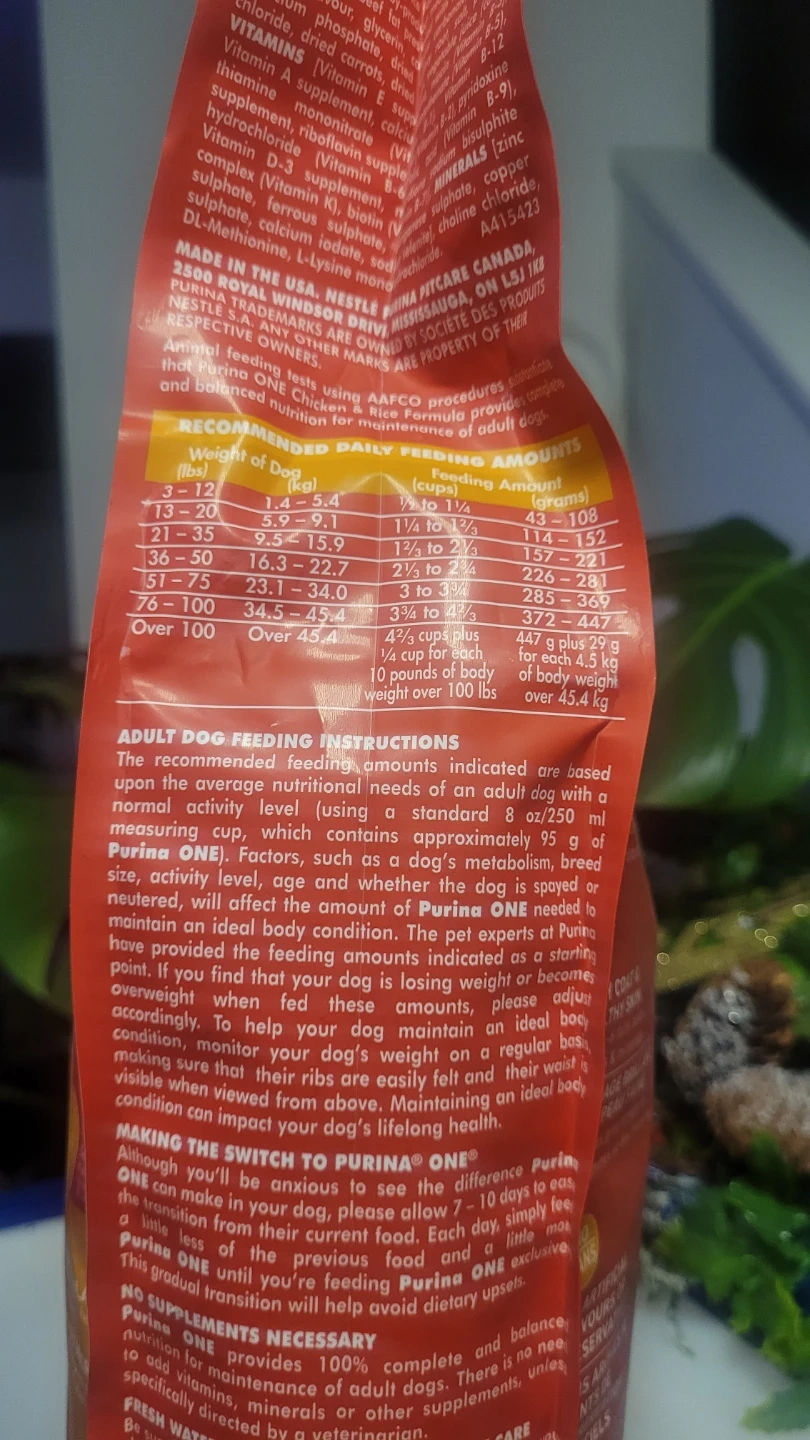 vour, glycerin,
phosphate, dried
chloride, dried carrots,
VITAMINS [Vitamin E
Vitamin A supplement, B-12
thiamine mononitrate pyridoxine
supplement, riboflavin (Vitamin B-9),
hydrochloride (Vitamin bisulphite
Vitamin D-3 supplement, MINERALS [zinc
complex (Vitamin K), biotin sulphate, copper
sulphate, ferrous sulphate, choline chloride,
sulphate, calcium iodate,
DL-Methionine, L-Lysine A415423
MADE IN THE USA. NESTLÉ PURINA PETCARE CANADA,
2500 ROYAL WINDSOR DRIVE MISSISSAUGA, ON L5J 1K8
PURINA TRADEMARKS ARE OWNED BY SOCIÉTÉ DES PRODUITS
NESTLÉ S.A. ANY OTHER MARKS ARE PROPERTY OF THEIR
RESPECTIVE OWNERS.
Animal feeding tests using AAFCO procedures substantiate
that Purina ONE Chicken & Rice Formula provides complete
and balanced nutrition for maintenance of adult dogs.
RECOMMENDED DAILY FEEDING AMOUNTS
Weight of Dog Feeding Amount
(lbs) (kg) (cups) (grams)
3 – 12 1.4 – 5.4 ½ to 1¼ 43 – 108
13 – 20 5.9 – 9.1 1¼ to 1⅔ 114 – 152
21 – 35 9.5 – 15.9 1⅔ to 2⅓ 157 – 221
36 – 50 16.3 – 22.7 2⅓ to 2¾ 226 – 281
51 – 75 23.1 – 34.0 3 to 3¾ 285 – 369
76 – 100 34.5 – 45.4 3¾ to 4⅔ 372 – 447
Over 100 Over 45.4 4⅔ cups plus 447 g plus 29 g
¼ cup for each for each 4.5 kg
10 pounds of body of body weight
weight over 100 lbs over 45.4 kg
ADULT DOG FEEDING INSTRUCTIONS
The recommended feeding amounts indicated are based
upon the average nutritional needs of an adult dog with a
normal activity level (using a standard 8 oz/250 ml
measuring cup, which contains approximately 95 g of
Purina ONE). Factors, such as a dog's metabolism, breed
size, activity level, age and whether the dog is spayed or
neutered, will affect the amount of Purina ONE needed to
maintain an ideal body condition. The pet experts at Purina
have provided the feeding amounts indicated as a starting
point. If you find that your dog is losing weight or becomes
overweight when fed these amounts, please adjust
accordingly. To help your dog maintain an ideal body
condition, monitor your dog's weight on a regular basis
making sure that their ribs are easily felt and their waist is
visible when viewed from above. Maintaining an ideal body
condition can impact your dog's lifelong health.
MAKING THE SWITCH TO PURINA® ONE®
Although you'll be anxious to see the difference Purina
ONE can make in your dog, please allow 7 – 10 days to eas
the transition from their current food. Each day, simply fee
a little less of the previous food and a little mor
Purina ONE until you're feeding Purina ONE exclusive
This gradual transition will help avoid dietary upsets.
NO SUPPLEMENTS NECESSARY
Purina ONE provides 100% complete and balance
nutrition for maintenance of adult dogs. There is no nee
to add vitamins, minerals or other supplements, unles
specifically directed by a veterinarian.
FRESH WATE CARE